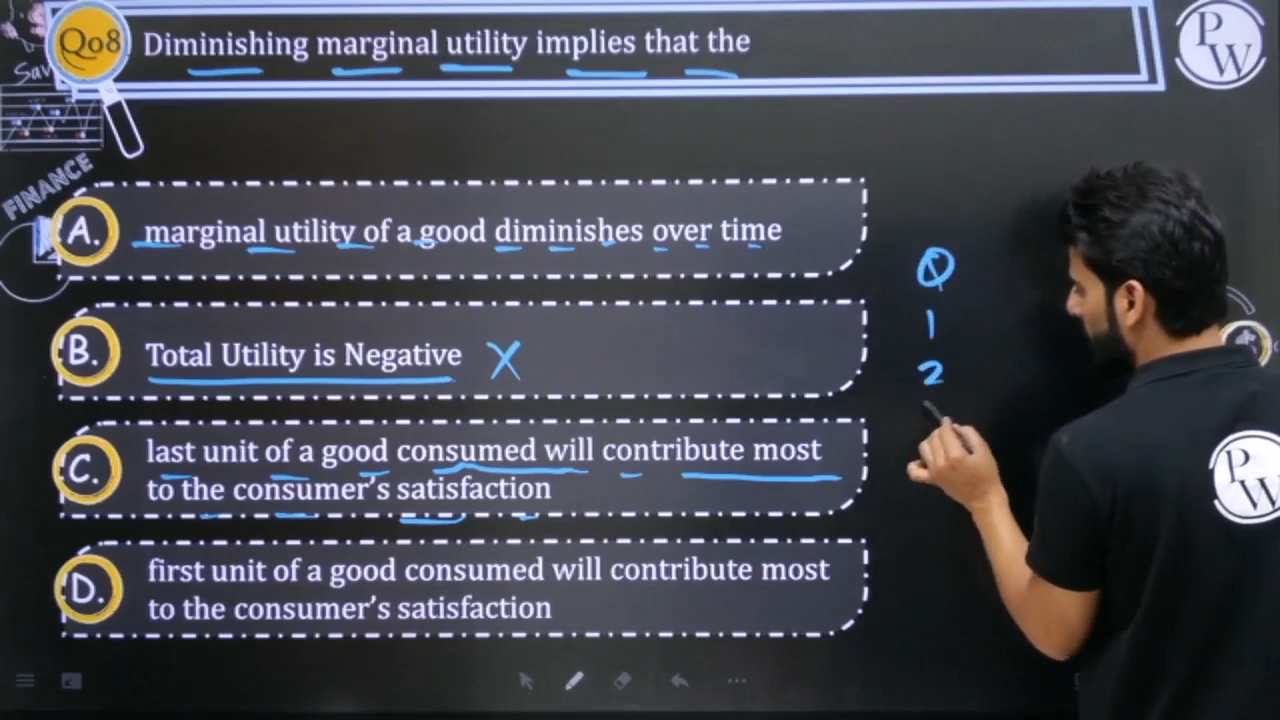 Q08 Diminishing marginal utility implies that the
PW
Sav
FINANCE
A. marginal utility of a good diminishes over time
B. Total Utility is Negative X
C. last unit of a good consumed will contribute most
to the consumer's satisfaction
D. first unit of a good consumed will contribute most
to the consumer's satisfaction
Q
1
2
PW